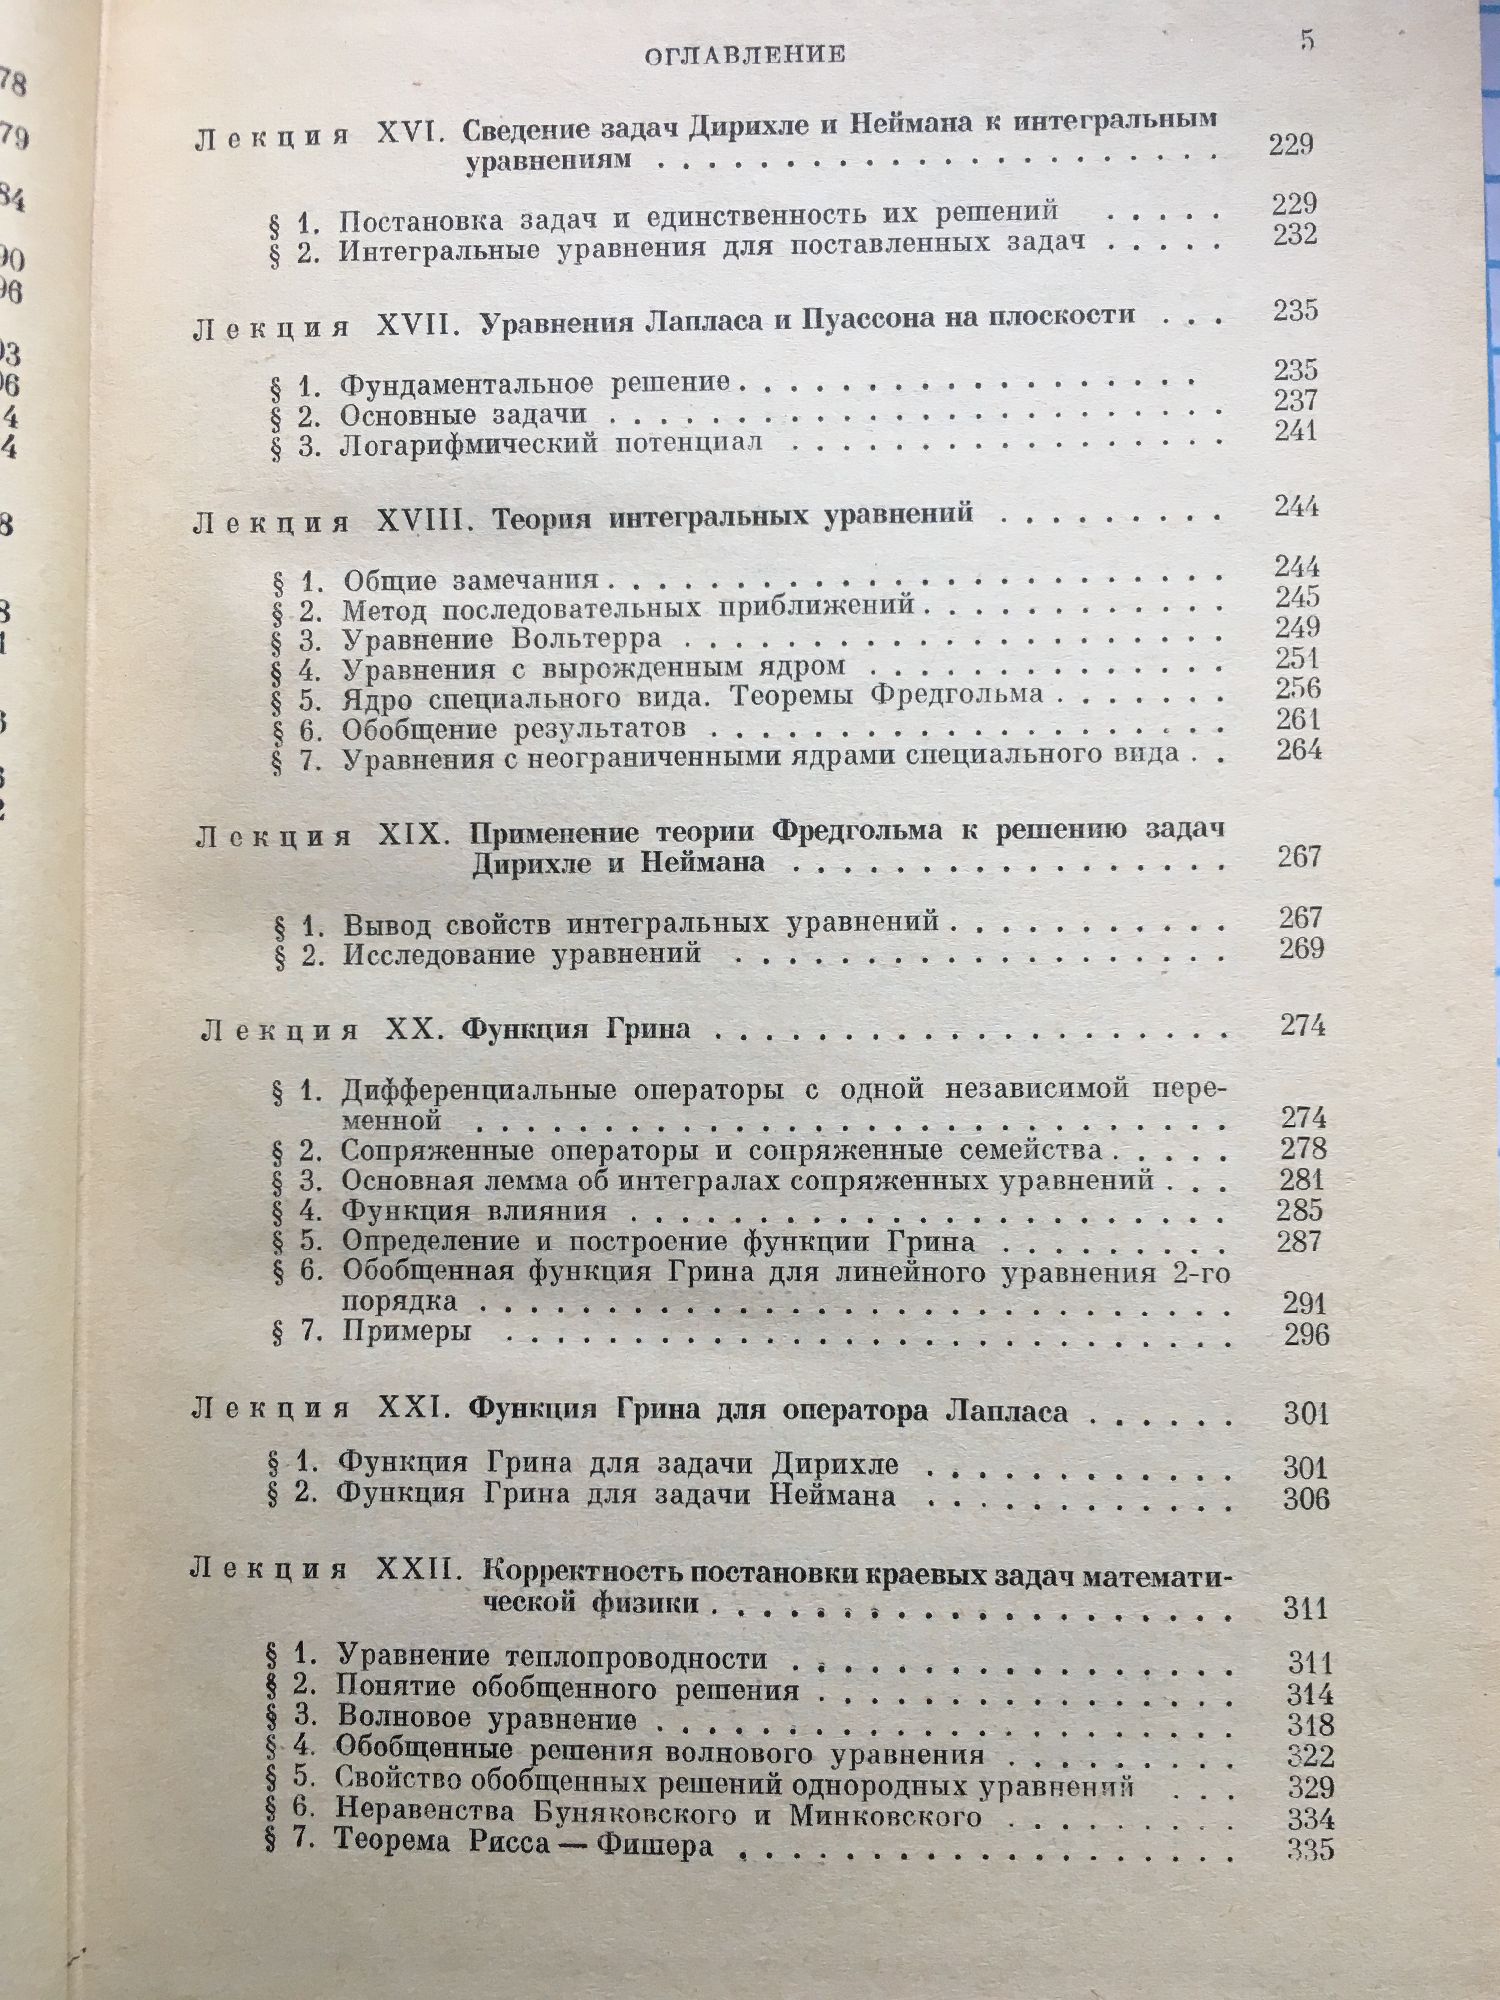 ОГЛАВЛЕНИЕ 5
Лекция XVI. Сведение задач Дирихле и Неймана к интегральным
уравнениям . . . . . . . . . . . . . . . . . . . . . . 229
§ 1. Постановка задач и единственность их решений . . . . . 229
§ 2. Интегральные уравнения для поставленных задач . . . . . 232
Лекция XVII. Уравнения Лапласа и Пуассона на плоскости . . . 235
§ 1. Фундаментальное решение . . . . . . . . . . . . . . . . . . 235
§ 2. Основные задачи . . . . . . . . . . . . . . . . . . . . . . . . 237
§ 3. Логарифмический потенциал . . . . . . . . . . . . . . . . . 241
Лекция XVIII. Теория интегральных уравнений . . . . . . . . . 244
§ 1. Общие замечания . . . . . . . . . . . . . . . . . . . . . . . . 244
§ 2. Метод последовательных приближений . . . . . . . . . . . . 245
§ 3. Уравнение Вольтерра . . . . . . . . . . . . . . . . . . . . . 249
§ 4. Уравнения с вырожденным ядром . . . . . . . . . . . . . . 251
§ 5. Ядро специального вида. Теоремы Фредгольма . . . . . . . 256
§ 6. Обобщение результатов . . . . . . . . . . . . . . . . . . . . 261
§ 7. Уравнения с неограниченными ядрами специального вида . . 264
Лекция XIX. Применение теории Фредгольма к решению задач
Дирихле и Неймана . . . . . . . . . . . . . . . . . 267
§ 1. Вывод свойств интегральных уравнений . . . . . . . . . . . 267
§ 2. Исследование уравнений . . . . . . . . . . . . . . . . . . . 269
Лекция XX. Функция Грина . . . . . . . . . . . . . . . . . . . . 274
§ 1. Дифференциальные операторы с одной независимой пере-
менной . . . . . . . . . . . . . . . . . . . . . . . . . . . . . 274
§ 2. Сопряженные операторы и сопряженные семейства . . . . . 278
§ 3. Основная лемма об интегралах сопряженных уравнений . . . 281
§ 4. Функция влияния . . . . . . . . . . . . . . . . . . . . . . . 285
§ 5. Определение и построение функции Грина . . . . . . . . . 287
§ 6. Обобщенная функция Грина для линейного уравнения 2-го
порядка . . . . . . . . . . . . . . . . . . . . . . . . . . . . . 291
§ 7. Примеры . . . . . . . . . . . . . . . . . . . . . . . . . . . . 296
Лекция XXI. Функция Грина для оператора Лапласа . . . . . . 301
§ 1. Функция Грина для задачи Дирихле . . . . . . . . . . . . 301
§ 2. Функция Грина для задачи Неймана . . . . . . . . . . . . 306
Лекция XXII. Корректность постановки краевых задач математи-
ческой физики . . . . . . . . . . . . . . . . . . . . 311
§ 1. Уравнение теплопроводности . . . . . . . . . . . . . . . . . 311
§ 2. Понятие обобщенного решения . . . . . . . . . . . . . . . . 314
§ 3. Волновое уравнение . . . . . . . . . . . . . . . . . . . . . . 318
§ 4. Обобщенные решения волнового уравнения . . . . . . . . . 322
§ 5. Свойство обобщенных решений однородных уравнений . . . 329
§ 6. Неравенства Буняковского и Минковского . . . . . . . . . 334
§ 7. Теорема Рисса — Фишера . . . . . . . . . . . . . . . . . . . 335